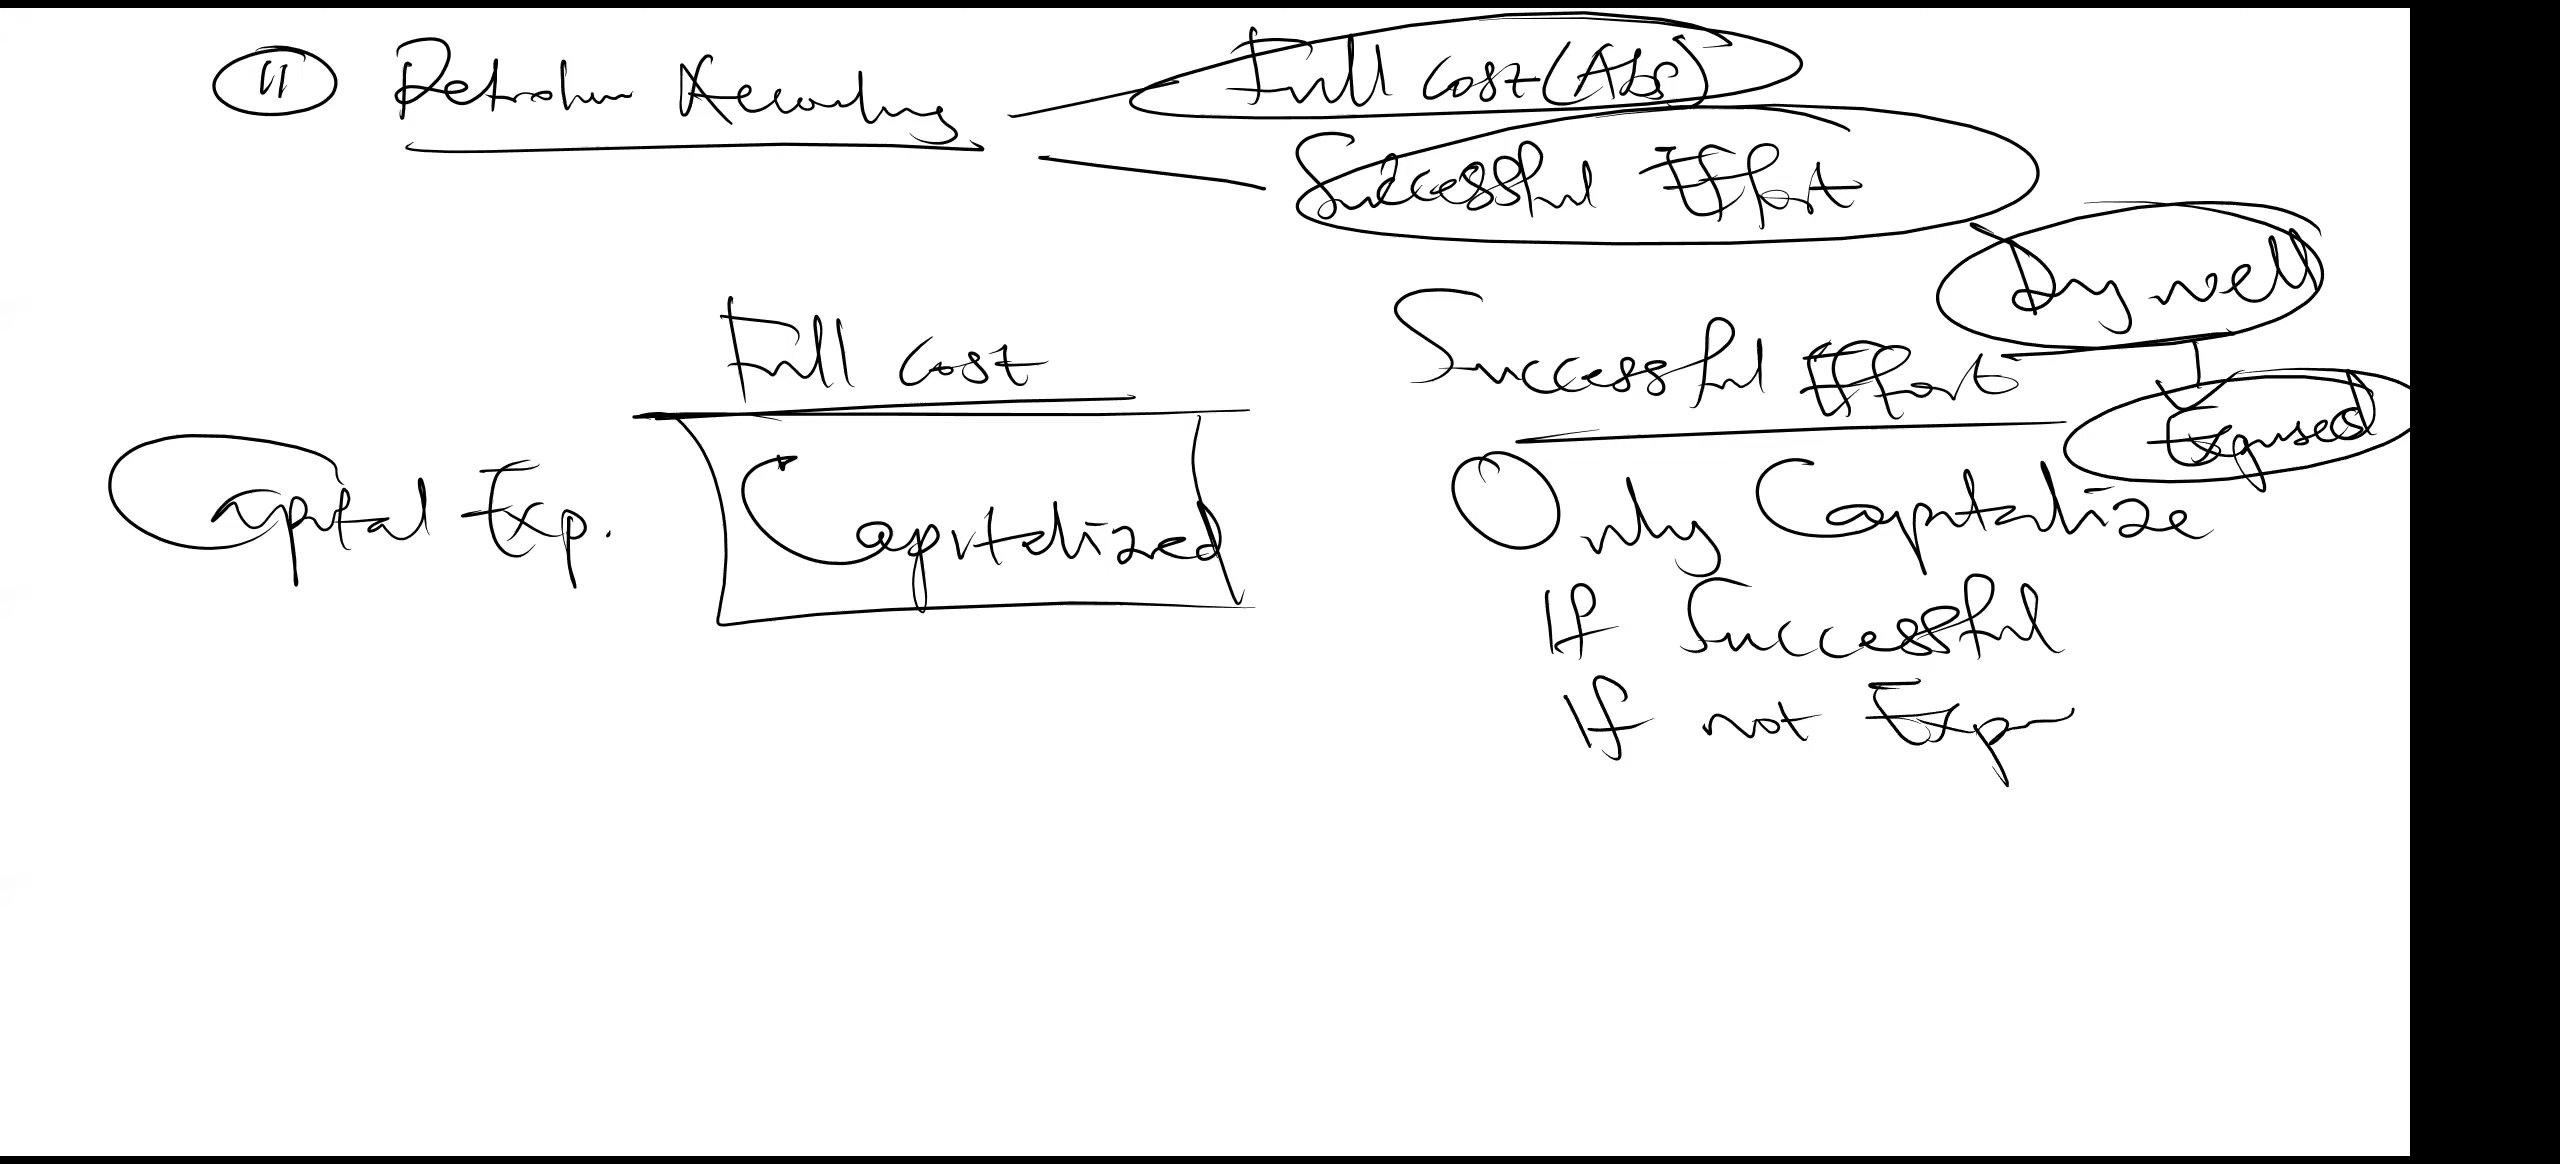 11 Petroleum Accounting
Full Cost (Abs)
Successful Effort
Dry well
Full Cost
Successful Effort
Expused
Capital Exp.
Capitalized
Only Capitalize
If Successful
If not Exp